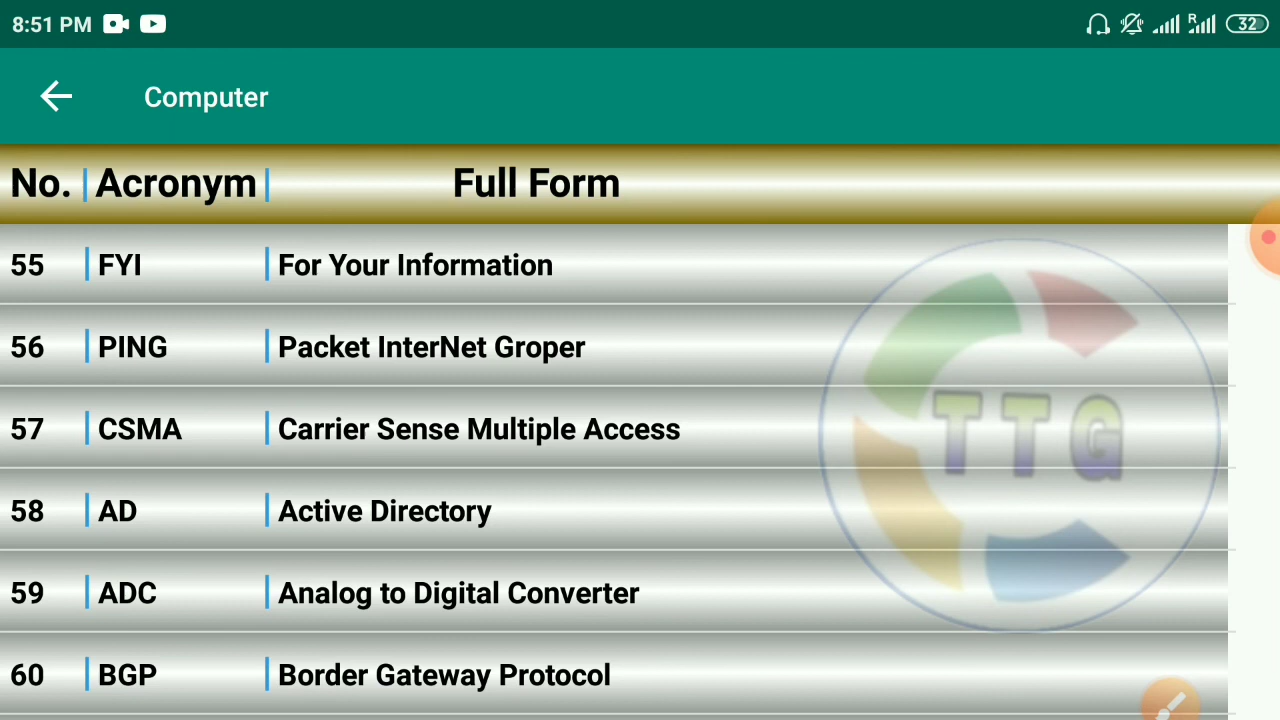 8:51 PM R 32
Computer
No. Acronym Full Form
55 FYI For Your Information
56 PING Packet InterNet Groper
57 CSMA Carrier Sense Multiple Access
58 AD Active Directory
59 ADC Analog to Digital Converter
60 BGP Border Gateway Protocol
TTG